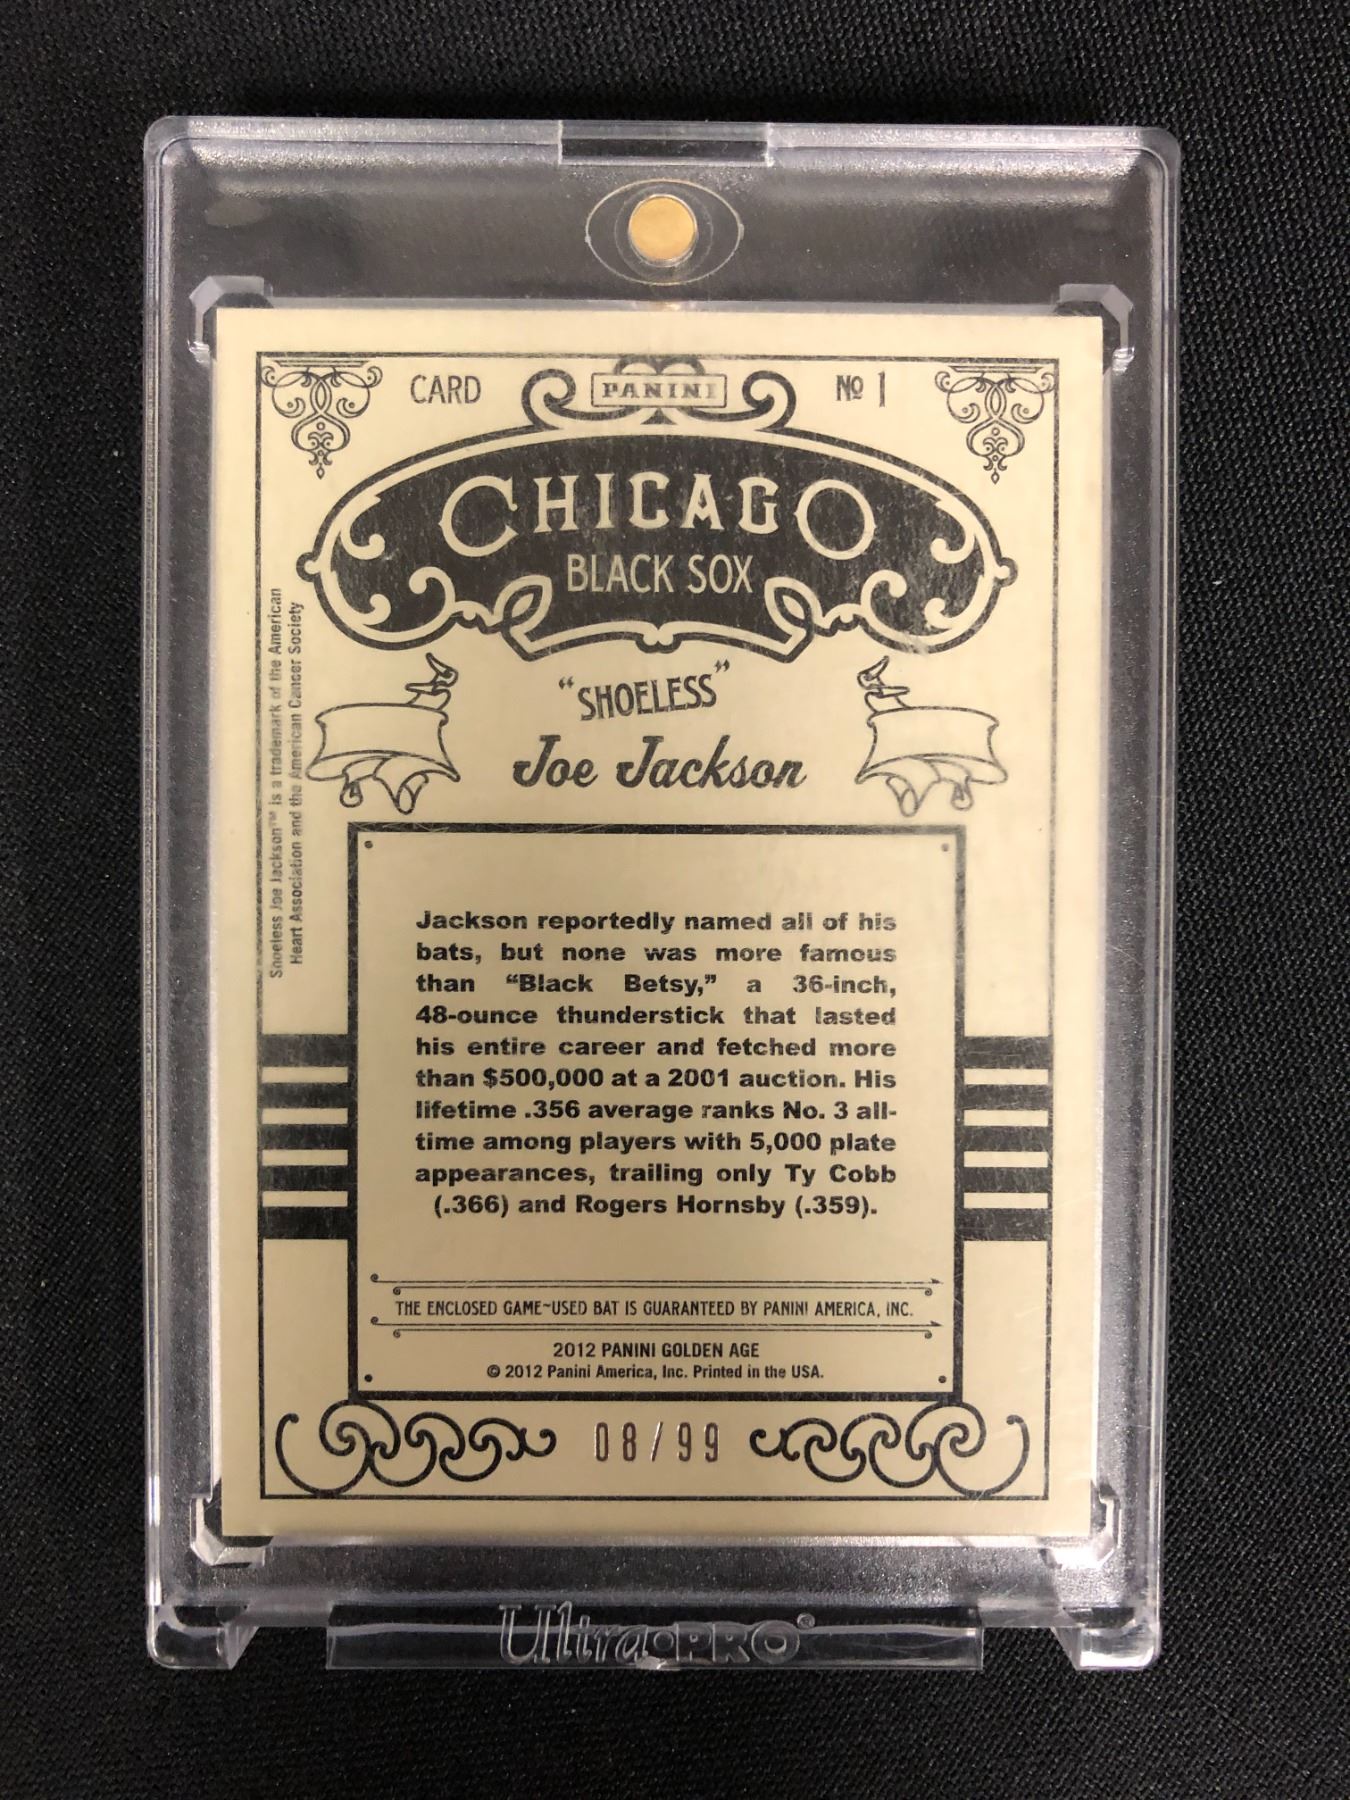 CARD PANINI Nº 1
CHICAGO
BLACK SOX
"SHOELESS"
Joe Jackson
Shoeless Joe Jackson™ is a trademark of the American
Heart Association and the American Cancer Society
Jackson reportedly named all of his
bats, but none was more famous
than “Black Betsy,” a 36-inch,
48-ounce thunderstick that lasted
his entire career and fetched more
than $500,000 at a 2001 auction. His
lifetime .356 average ranks No. 3 all-
time among players with 5,000 plate
appearances, trailing only Ty Cobb
(.366) and Rogers Hornsby (.359).
THE ENCLOSED GAME~USED BAT IS GUARANTEED BY PANINI AMERICA, INC.
2012 PANINI GOLDEN AGE
© 2012 Panini America, Inc. Printed in the USA.
08/99
Ultra•PRO®